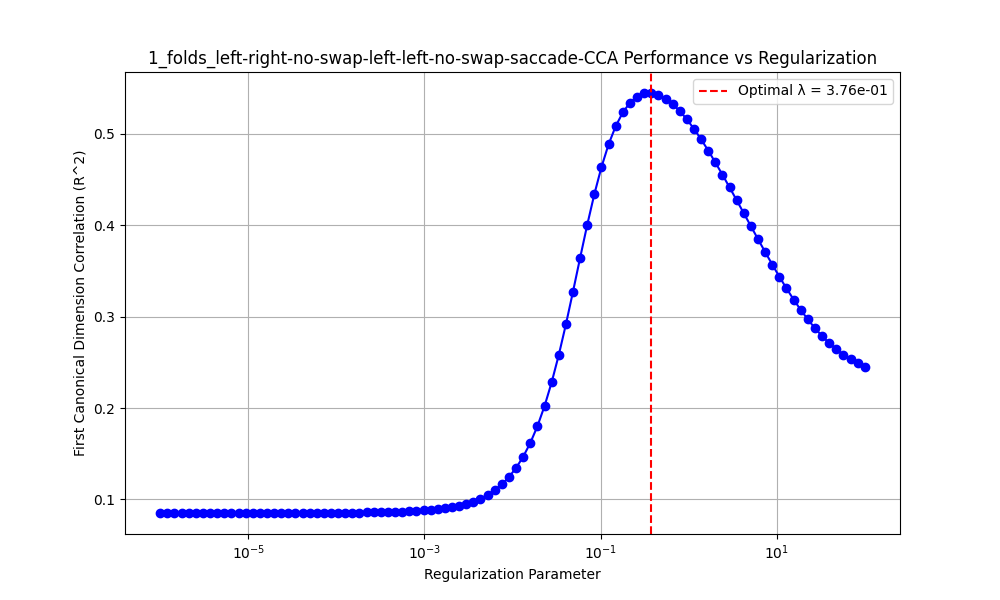 1_folds_left-right-no-swap-left-left-no-swap-saccade-CCA Performance vs Regularization
Optimal λ = 3.76e-01
First Canonical Dimension Correlation (R^2)
0.5
0.4
0.3
0.2
0.1
10⁻⁵ 10⁻³ 10⁻¹ 10¹
Regularization Parameter